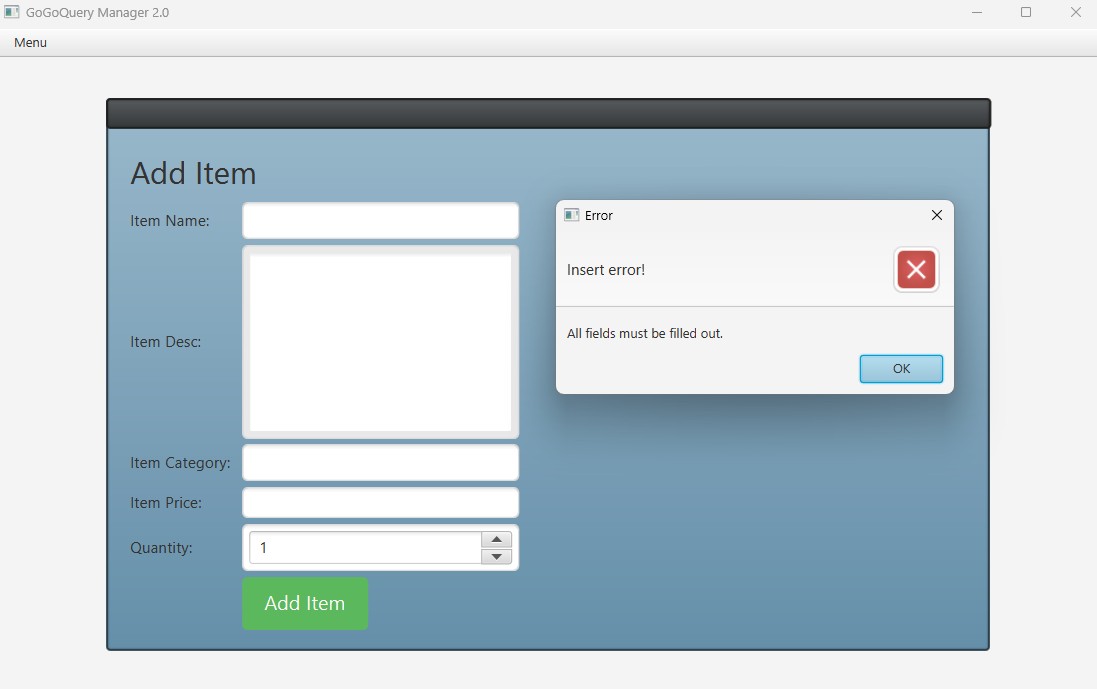 GoGoQuery Manager 2.0
Menu
Add Item
Item Name:
Item Desc:
Item Category:
Item Price:
Quantity:
1
Add Item
Error
Insert error!
All fields must be filled out.
OK